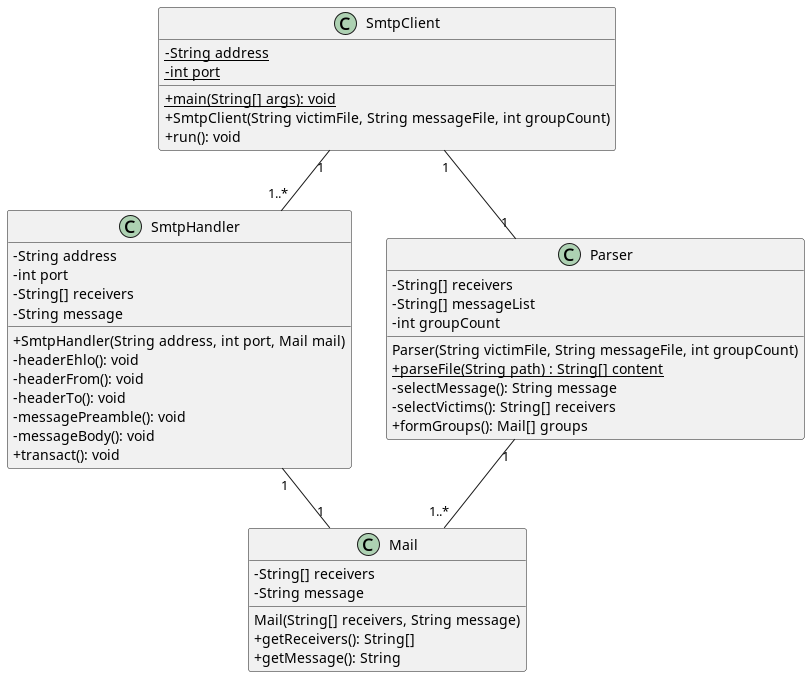 C SmtpClient
-String address
-int port
+main(String[] args): void
+SmtpClient(String victimFile, String messageFile, int groupCount)
+run(): void
1
1
1..*
1
C SmtpHandler
-String address
-int port
-String[] receivers
-String message
+SmtpHandler(String address, int port, Mail mail)
-headerEhlo(): void
-headerFrom(): void
-headerTo(): void
-messagePreamble(): void
-messageBody(): void
+transact(): void
C Parser
-String[] receivers
-String[] messageList
-int groupCount
Parser(String victimFile, String messageFile, int groupCount)
+parseFile(String path) : String[] content
-selectMessage(): String message
-selectVictims(): String[] receivers
+formGroups(): Mail[] groups
1
1
1
1..*
C Mail
-String[] receivers
-String message
Mail(String[] receivers, String message)
+getReceivers(): String[]
+getMessage(): String